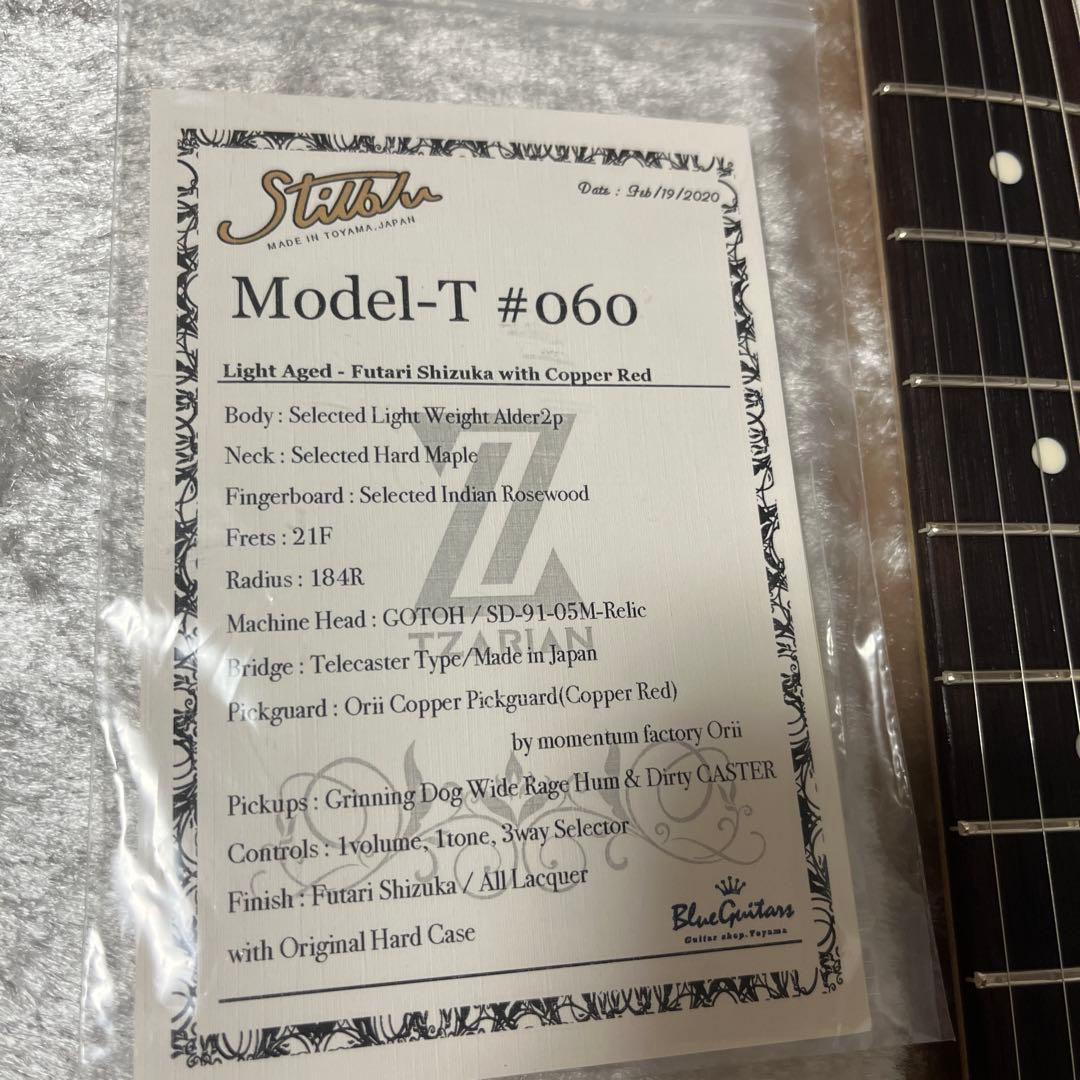 Stilblu
MADE IN TOYAMA.JAPAN
Date : Feb/19/2020
Model-T #060
Light Aged - Futari Shizuka with Copper Red
Body : Selected Light Weight Alder2p
Neck : Selected Hard Maple
Fingerboard : Selected Indian Rosewood
Frets : 21F
Radius : 184R
Machine Head : GOTOH / SD-91-05M-Relic
TZARIAN
Bridge : Telecaster Type/Made in Japan
Pickguard : Orii Copper Pickguard(Copper Red)
by momentum factory Orii
Pickups : Grinning Dog Wide Rage Hum & Dirty CASTER
Controls : 1volume, 1tone, 3way Selector
Finish : Futari Shizuka / All Lacquer
with Original Hard Case
BlueGuitars
Guitar shop.Toyama